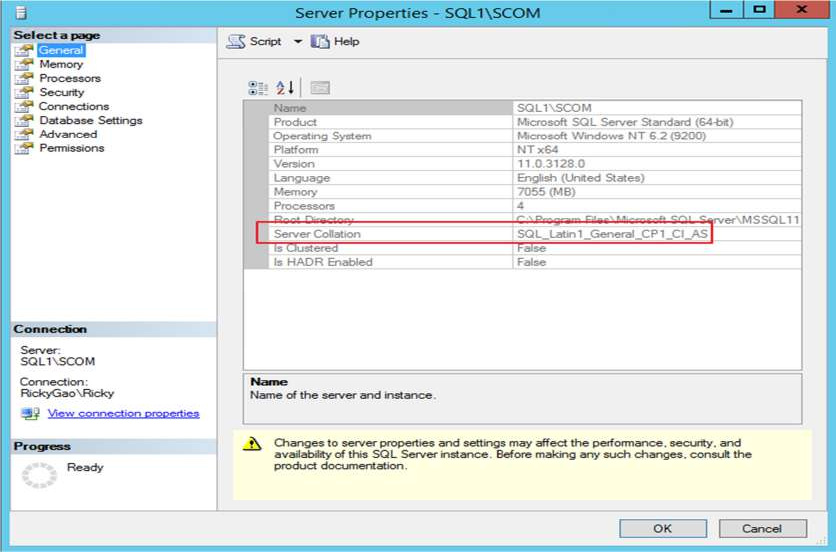 Server Properties - SQL1\SCOM
Select a page
General
Memory
Processors
Security
Connections
Database Settings
Advanced
Permissions
Script Help
Name SQL1\SCOM
Product Microsoft SQL Server Standard (64-bit)
Operating System Microsoft Windows NT 6.2 (9200)
Platform NT x64
Version 11.0.3128.0
Language English (United States)
Memory 7055 (MB)
Processors 4
Root Directory C:\Program Files\Microsoft SQL Server\MSSQL11
Server Collation SQL_Latin1_General_CP1_CI_AS
Is Clustered False
Is HADR Enabled False
Connection
Server:
SQL1\SCOM
Connection:
RickyGao\Ricky
View connection properties
Progress
Ready
Name
Name of the server and instance.
Changes to server properties and settings may affect the performance, security, and
availability of this SQL Server instance. Before making any such changes, consult the
product documentation.
OK Cancel